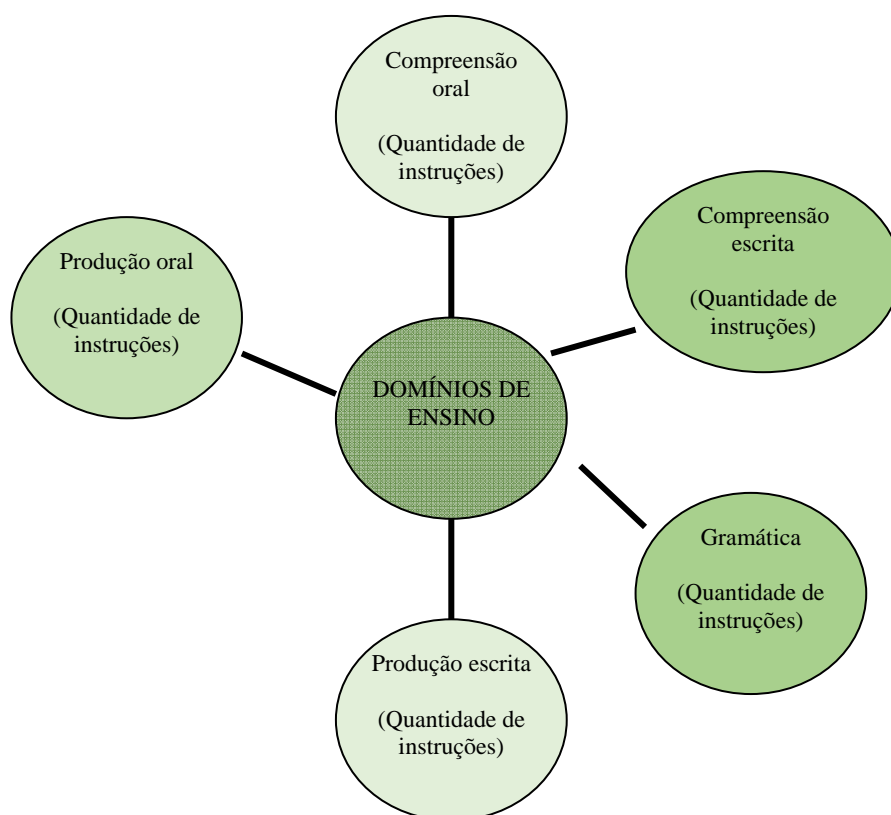 Compreensão
oral
(Quantidade de
instruções)
Compreensão
escrita
(Quantidade de
instruções)
Produção oral
(Quantidade de
instruções)
DOMÍNIOS DE
ENSINO
Gramática
(Quantidade de
instruções)
Produção escrita
(Quantidade de
instruções)